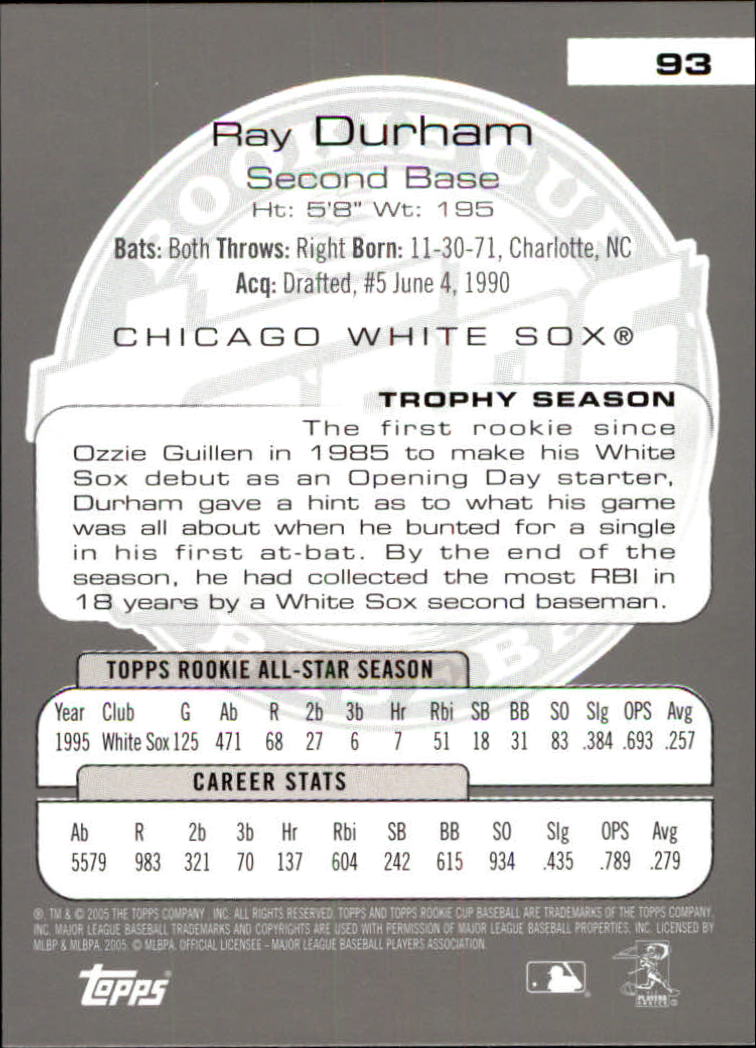 93
Ray Durham
Second Base
Ht: 5'8" Wt: 195
Bats: Both Throws: Right Born: 11-30-71, Charlotte, NC
Acq: Drafted, #5 June 4, 1990
CHICAGO WHITE SOX®
TROPHY SEASON
The first rookie since
Ozzie Guillen in 1985 to make his White
Sox debut as an Opening Day starter,
Durham gave a hint as to what his game
was all about when he bunted for a single
in his first at-bat. By the end of the
season, he had collected the most RBI in
18 years by a White Sox second baseman.
TOPPS ROOKIE ALL-STAR SEASON
Year Club G Ab R 2b 3b Hr Rbi SB BB SO Slg OPS Avg
1995 White Sox 125 471 68 27 6 7 51 18 31 83 .384 .693 .257
CAREER STATS
Ab R 2b 3b Hr Rbi SB BB SO Slg OPS Avg
5579 983 321 70 137 604 242 615 934 .435 .789 .279
®, TM & © 2005 THE TOPPS COMPANY, INC. ALL RIGHTS RESERVED. TOPPS AND TOPPS ROOKIE CUP BASEBALL ARE TRADEMARKS OF THE TOPPS COMPANY,
INC. MAJOR LEAGUE BASEBALL TRADEMARKS AND COPYRIGHTS ARE USED WITH PERMISSION OF MAJOR LEAGUE BASEBALL PROPERTIES, INC. LICENSED BY
MLBP & MLBPA, 2005. © MLBPA. OFFICIAL LICENSEE - MAJOR LEAGUE BASEBALL PLAYERS ASSOCIATION.
Topps®
PLAYERS
CHOICE
ROOKIE CUP
TOPPS
BASEBALL